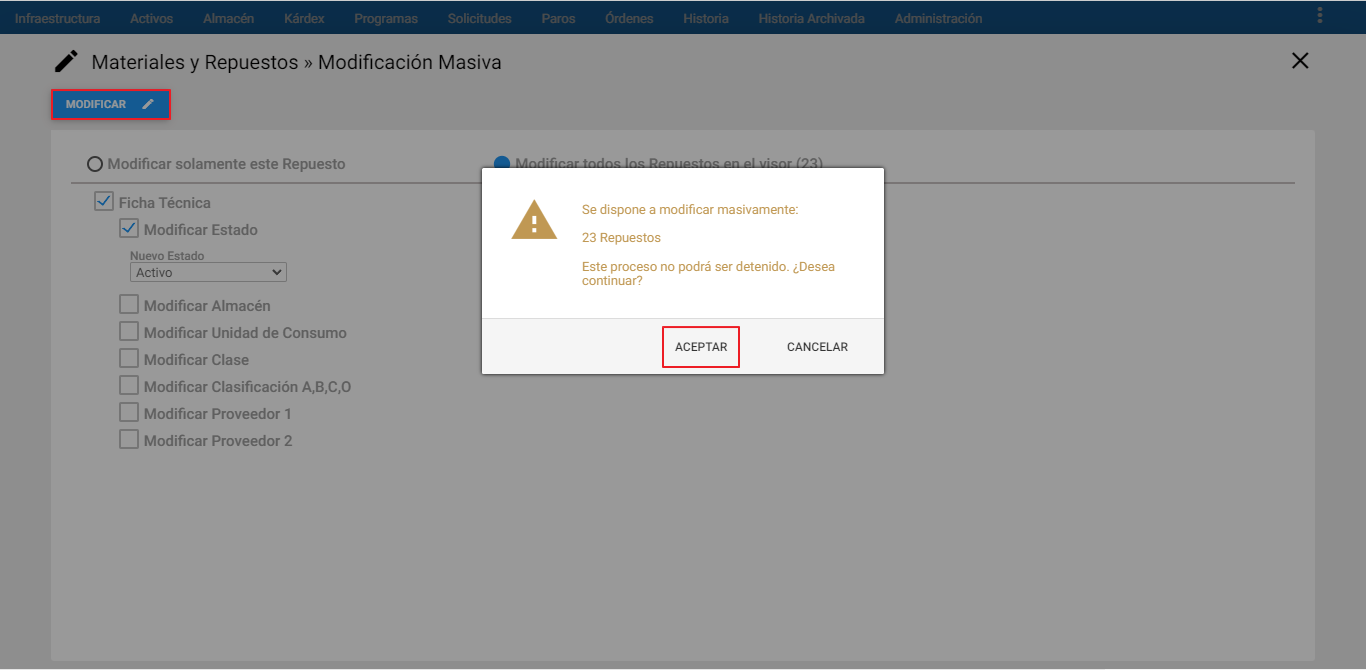 Infraestructura Activos Almacén Kárdex Programas Solicitudes Paros Órdenes Historia Historia Archivada Administración
Materiales y Repuestos » Modificación Masiva
MODIFICAR
Modificar solamente este Repuesto Modificar todos los Repuestos en el visor (23)
Ficha Técnica
Modificar Estado
Nuevo Estado
Activo
Modificar Almacén
Modificar Unidad de Consumo
Modificar Clase
Modificar Clasificación A,B,C,O
Modificar Proveedor 1
Modificar Proveedor 2
Se dispone a modificar masivamente:
23 Repuestos
Este proceso no podrá ser detenido. ¿Desea
continuar?
ACEPTAR CANCELAR